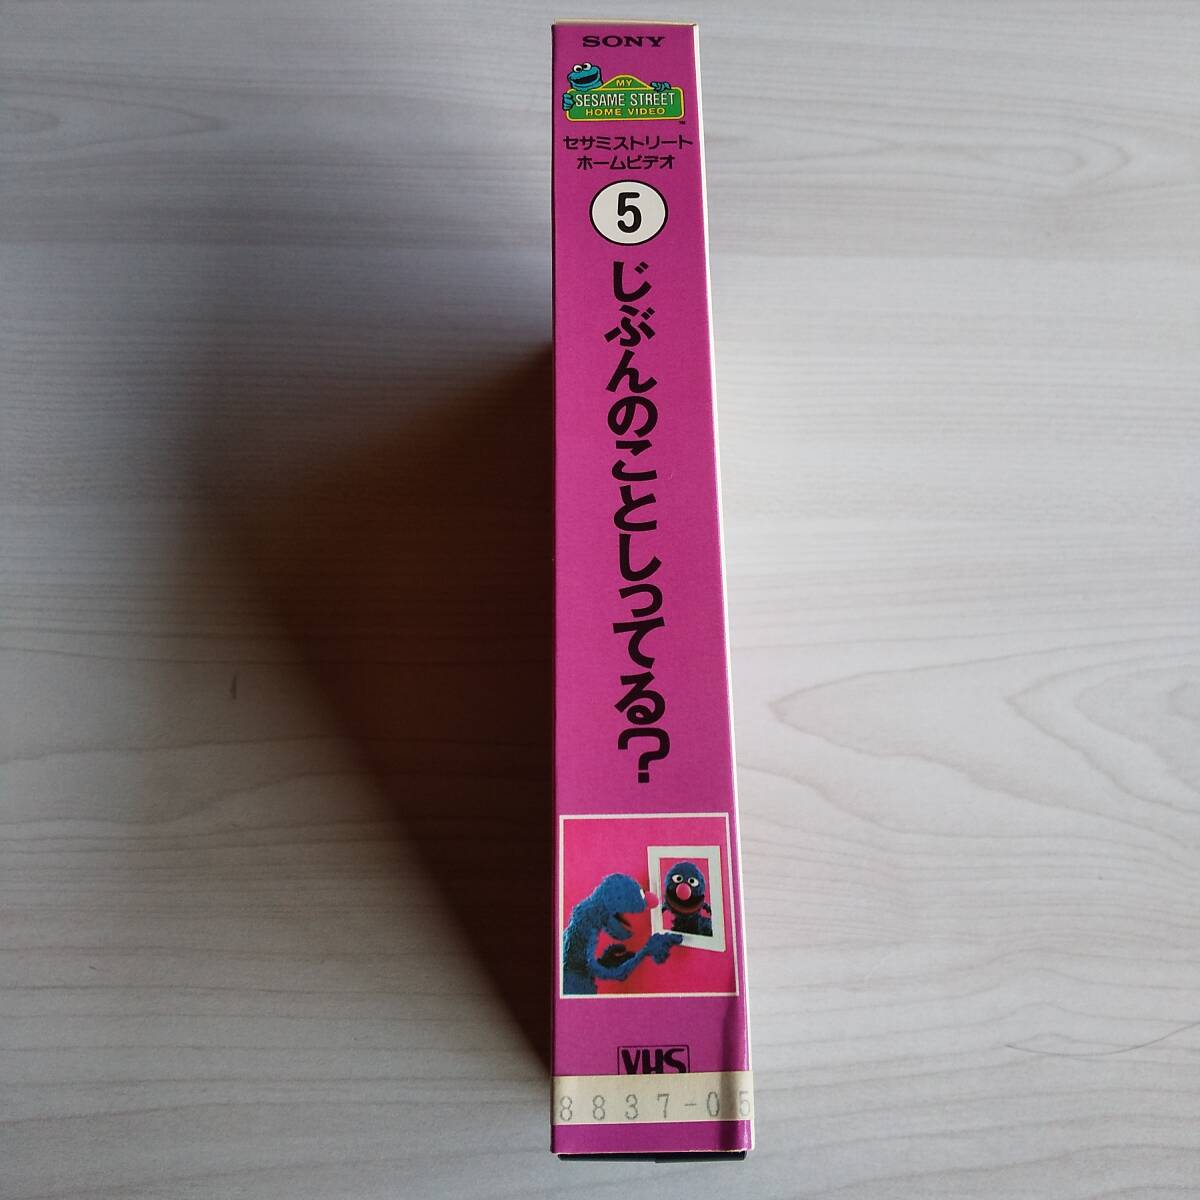 SONY
MY
SESAME STREET
HOME VIDEO
TM
セサミストリート
ホームビデオ
5
じぶんのことしってる?
VHS
8837-05